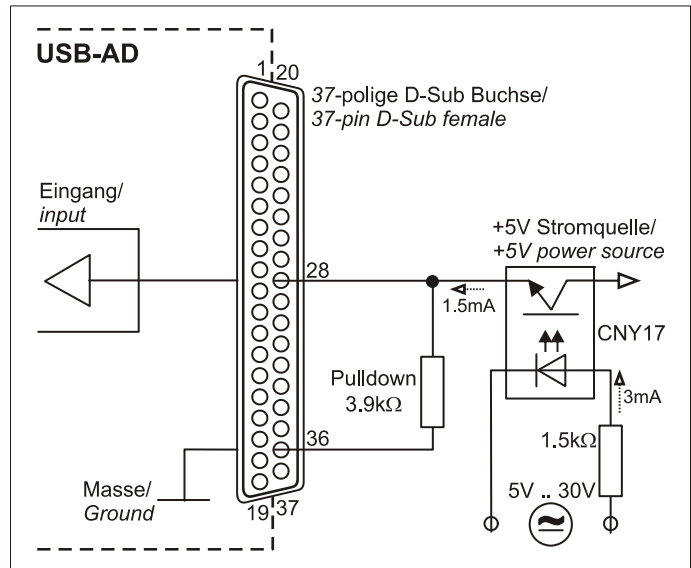 USB-AD
1 20
37-polige D-Sub Buchse/
37-pin D-Sub female
Eingang/
input
+5V Stromquelle/
+5V power source
28
1.5mA
CNY17
Pulldown
3.9kΩ
3mA
36
1.5kΩ
Masse/
Ground
5V .. 30V
19 37